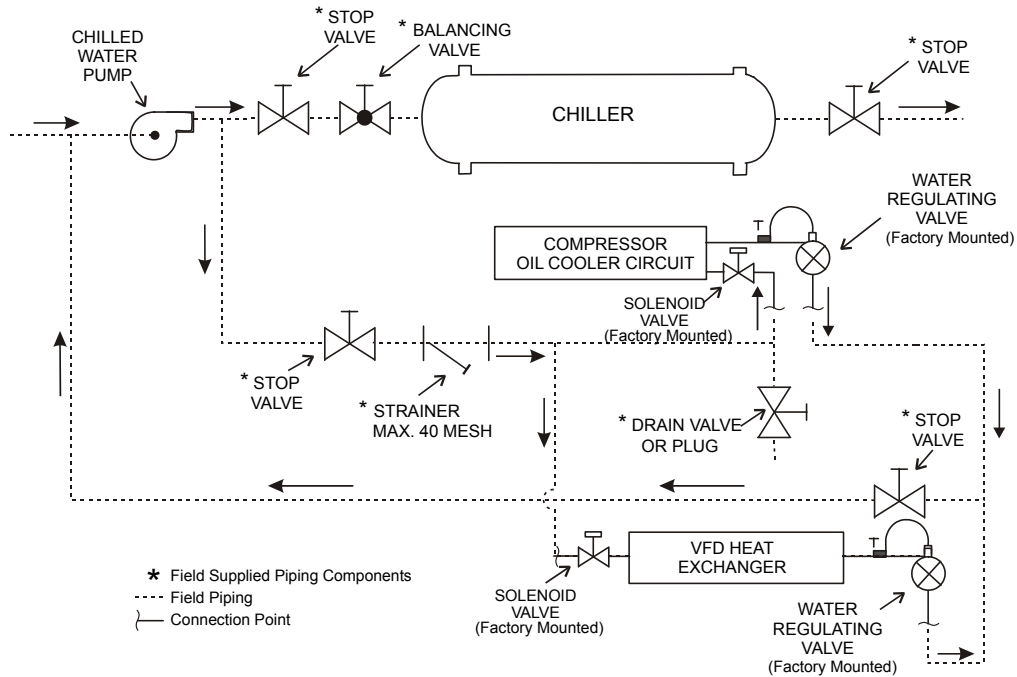 * STOP
VALVE
* BALANCING
VALVE
CHILLED
WATER
PUMP
* STOP
VALVE
CHILLER
WATER
REGULATING
VALVE
(Factory Mounted)
COMPRESSOR
OIL COOLER CIRCUIT
SOLENOID
VALVE
(Factory Mounted)
* STOP
VALVE
* STRAINER
MAX. 40 MESH
* DRAIN VALVE
OR PLUG
* STOP
VALVE
VFD HEAT
EXCHANGER
SOLENOID
VALVE
(Factory Mounted)
WATER
REGULATING
VALVE
(Factory Mounted)
* Field Supplied Piping Components
Field Piping
Connection Point